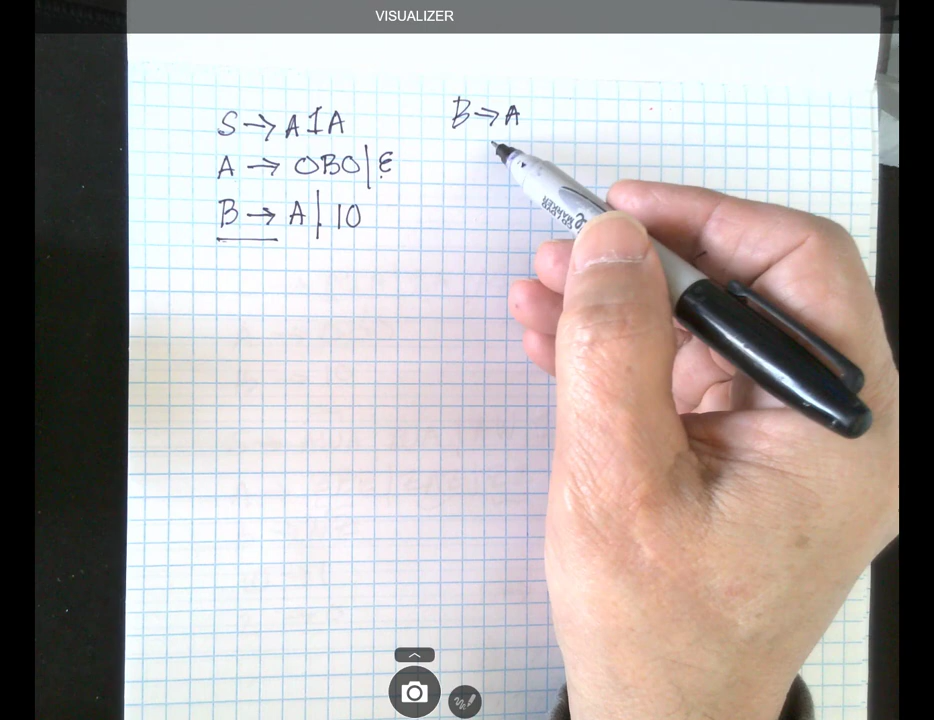 VISUALIZER
S → A1A
B → A
A → 0B0 | ε
B → A | 10